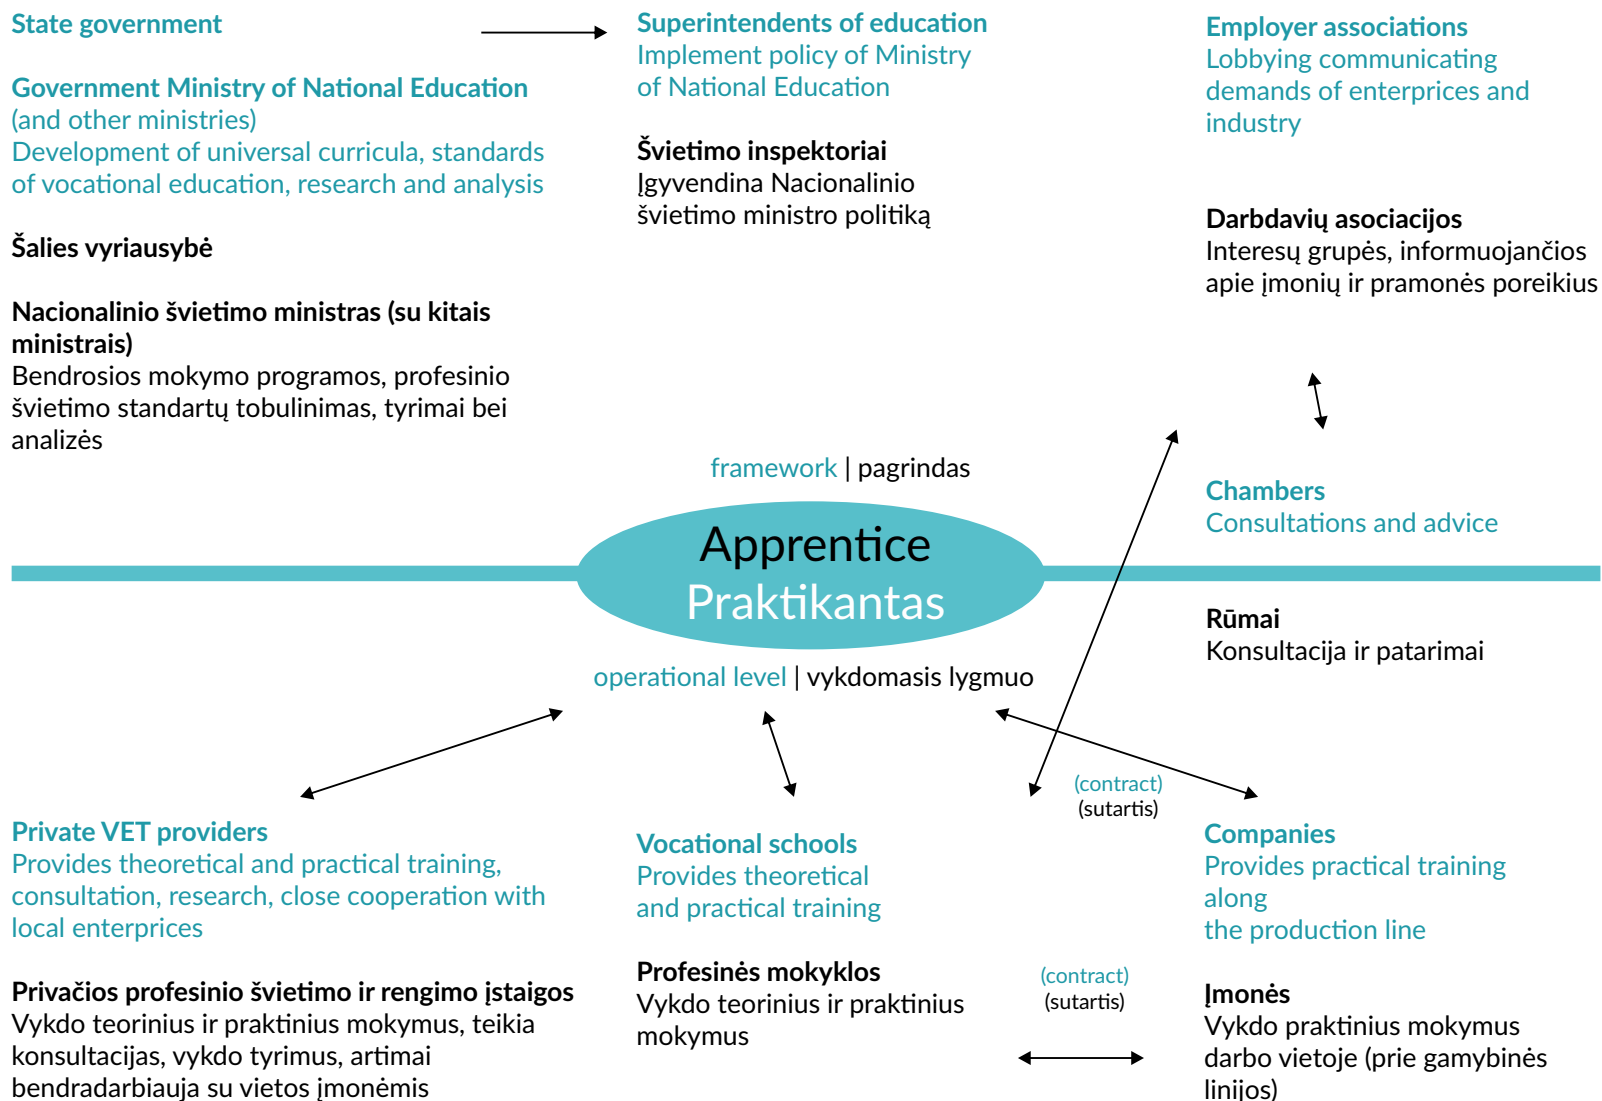 State government
Government Ministry of National Education
(and other ministries)
Development of universal curricula, standards
of vocational education, research and analysis
Šalies vyriausybė
Nacionalinio švietimo ministras (su kitais
ministrais)
Bendrosios mokymo programos, profesinio
švietimo standartų tobulinimas, tyrimai bei
analizės
Superintendents of education
Implement policy of Ministry
of National Education
Švietimo inspektoriai
Įgyvendina Nacionalinio
švietimo ministro politiką
Employer associations
Lobbying communicating
demands of enterprices and
industry
Darbdavių asociacijos
Interesų grupės, informuojančios
apie įmonių ir pramonės poreikius
framework | pagrindas
Apprentice
Praktikantas
operational level | vykdomasis lygmuo
Chambers
Consultations and advice
Rūmai
Konsultacija ir patarimai
Private VET providers
Provides theoretical and practical training,
consultation, research, close cooperation with
local enterprices
Privačios profesinio švietimo ir rengimo įstaigos
Vykdo teorinius ir praktinius mokymus, teikia
konsultacijas, vykdo tyrimus, artimai
bendradarbiauja su vietos įmonėmis
Vocational schools
Provides theoretical
and practical training
Profesinės mokyklos
Vykdo teorinius ir praktinius
mokymus
(contract)
(sutartis)
(contract)
(sutartis)
Companies
Provides practical training
along
the production line
Įmonės
Vykdo praktinius mokymus
darbo vietoje (prie gamybinės
linijos)